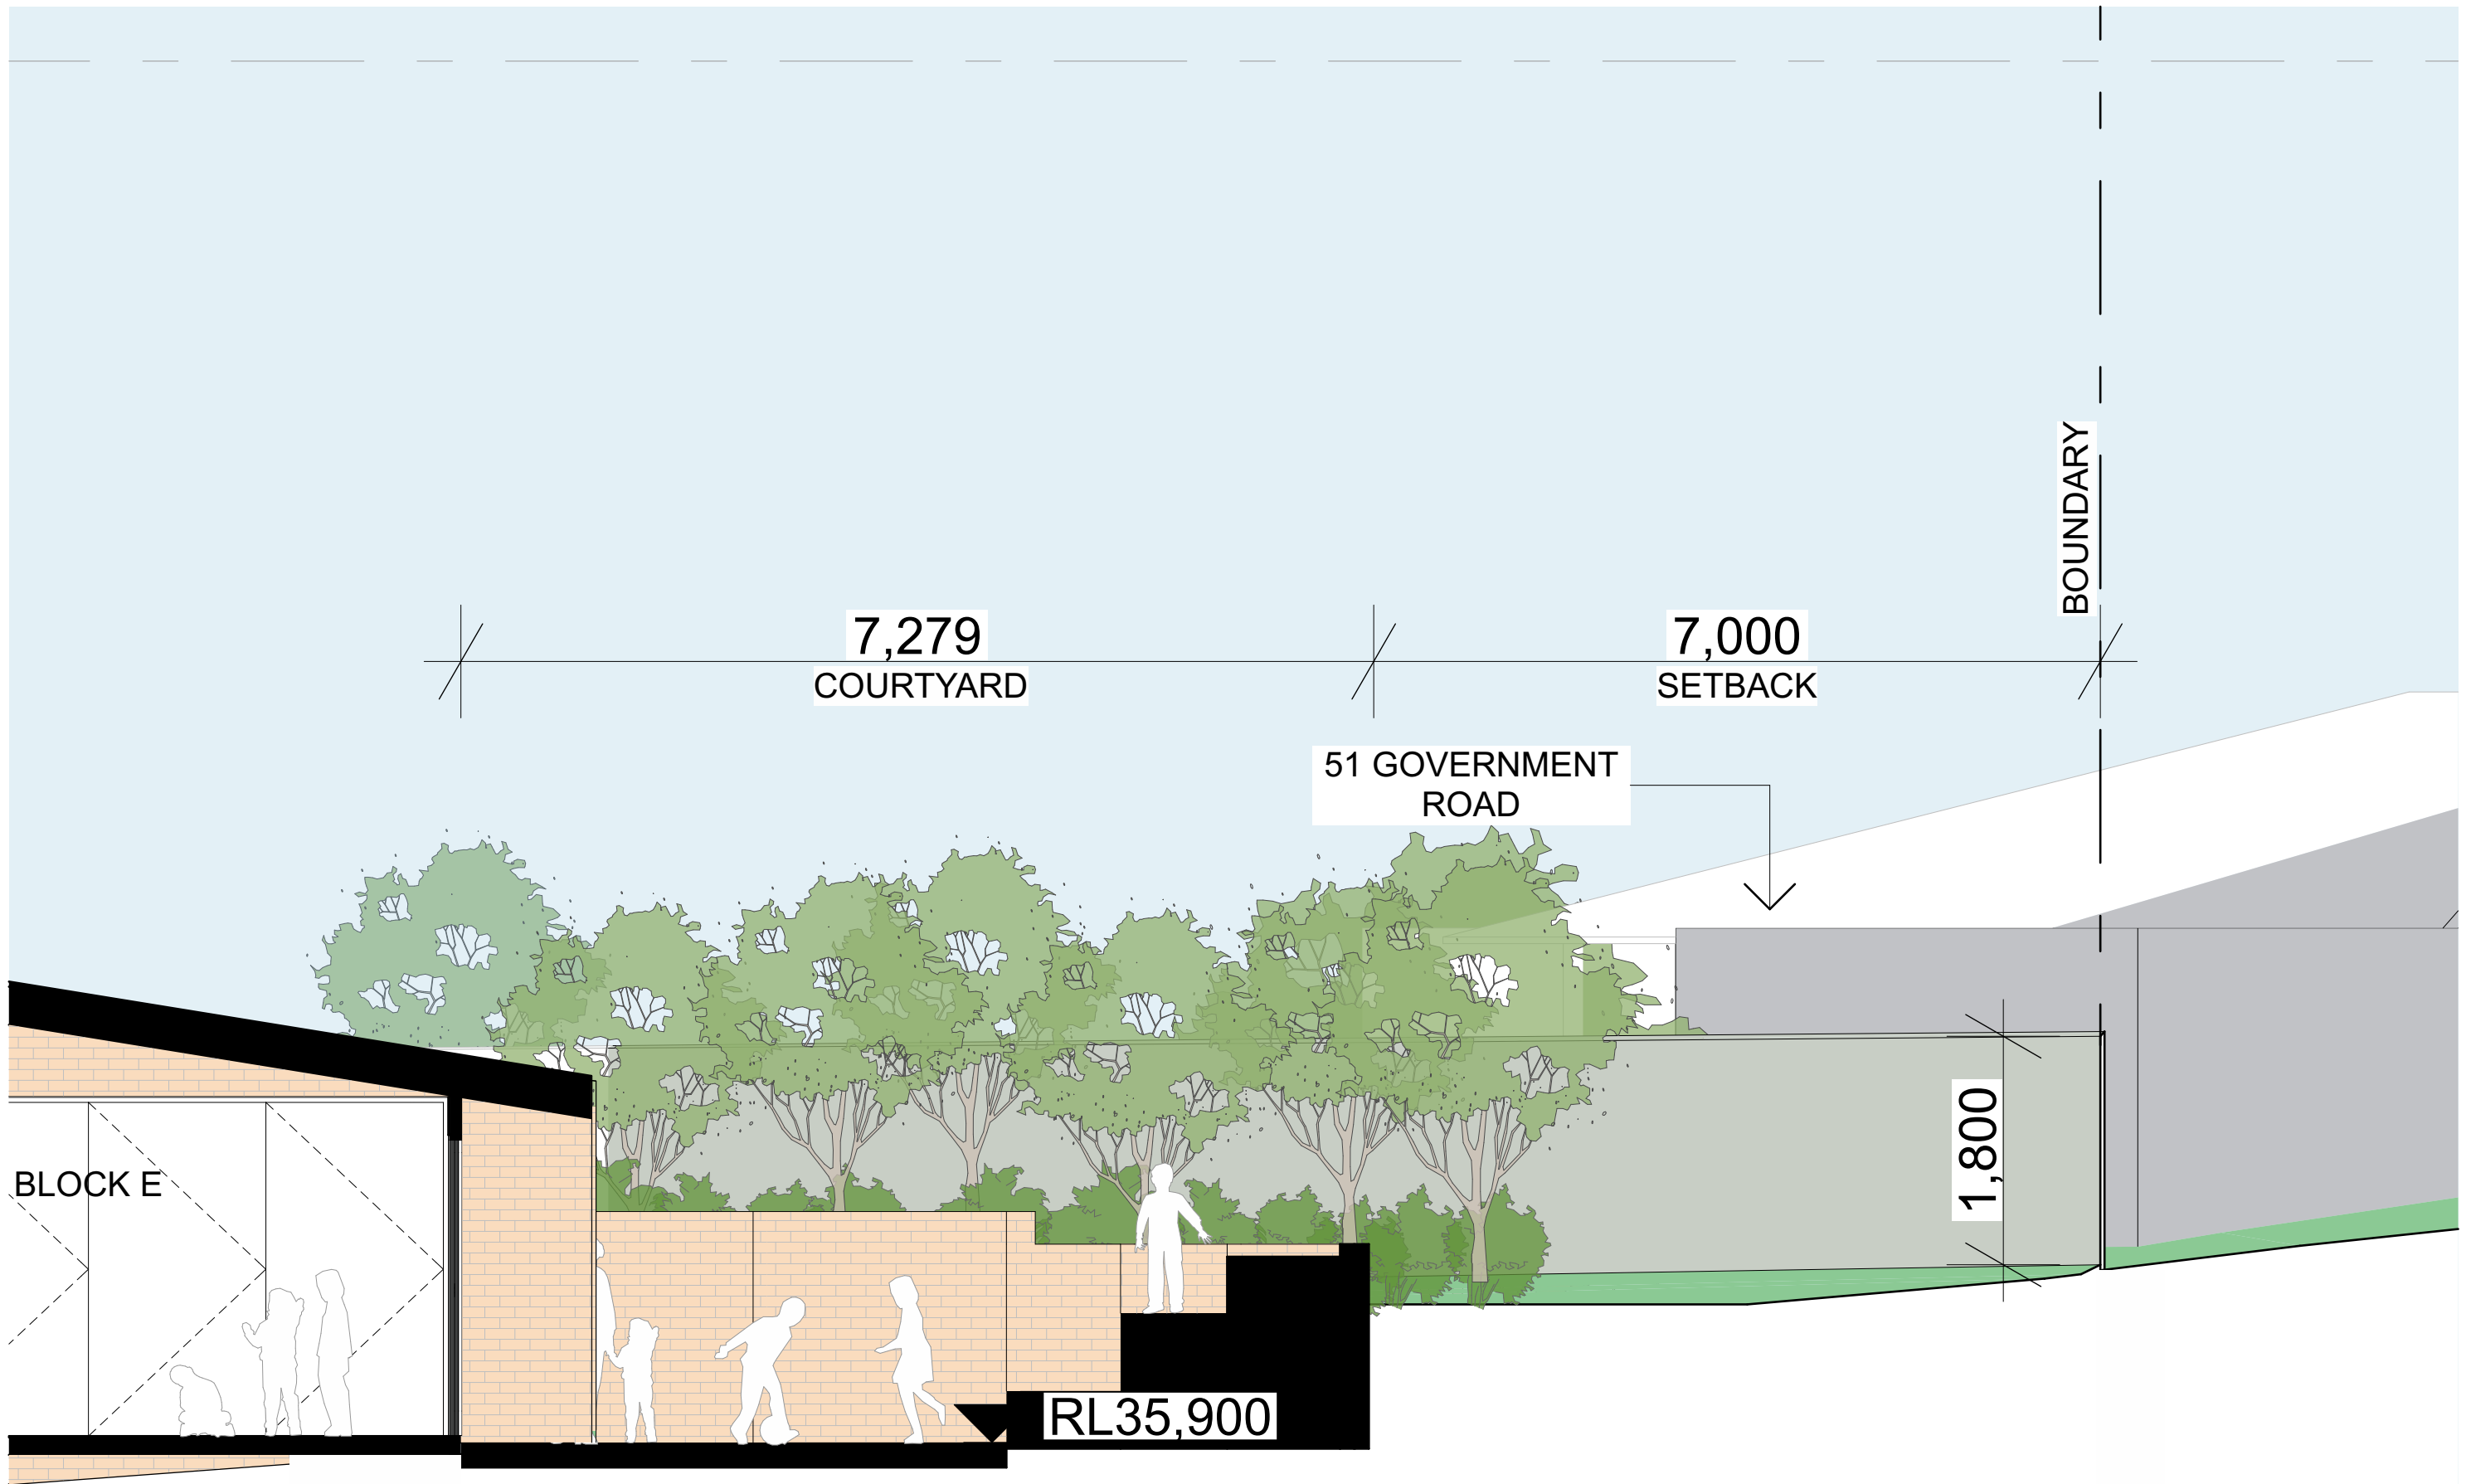 BOUNDARY
7,279
COURTYARD
7,000
SETBACK
51 GOVERNMENT
ROAD
1,800
BLOCK E
RL35,900